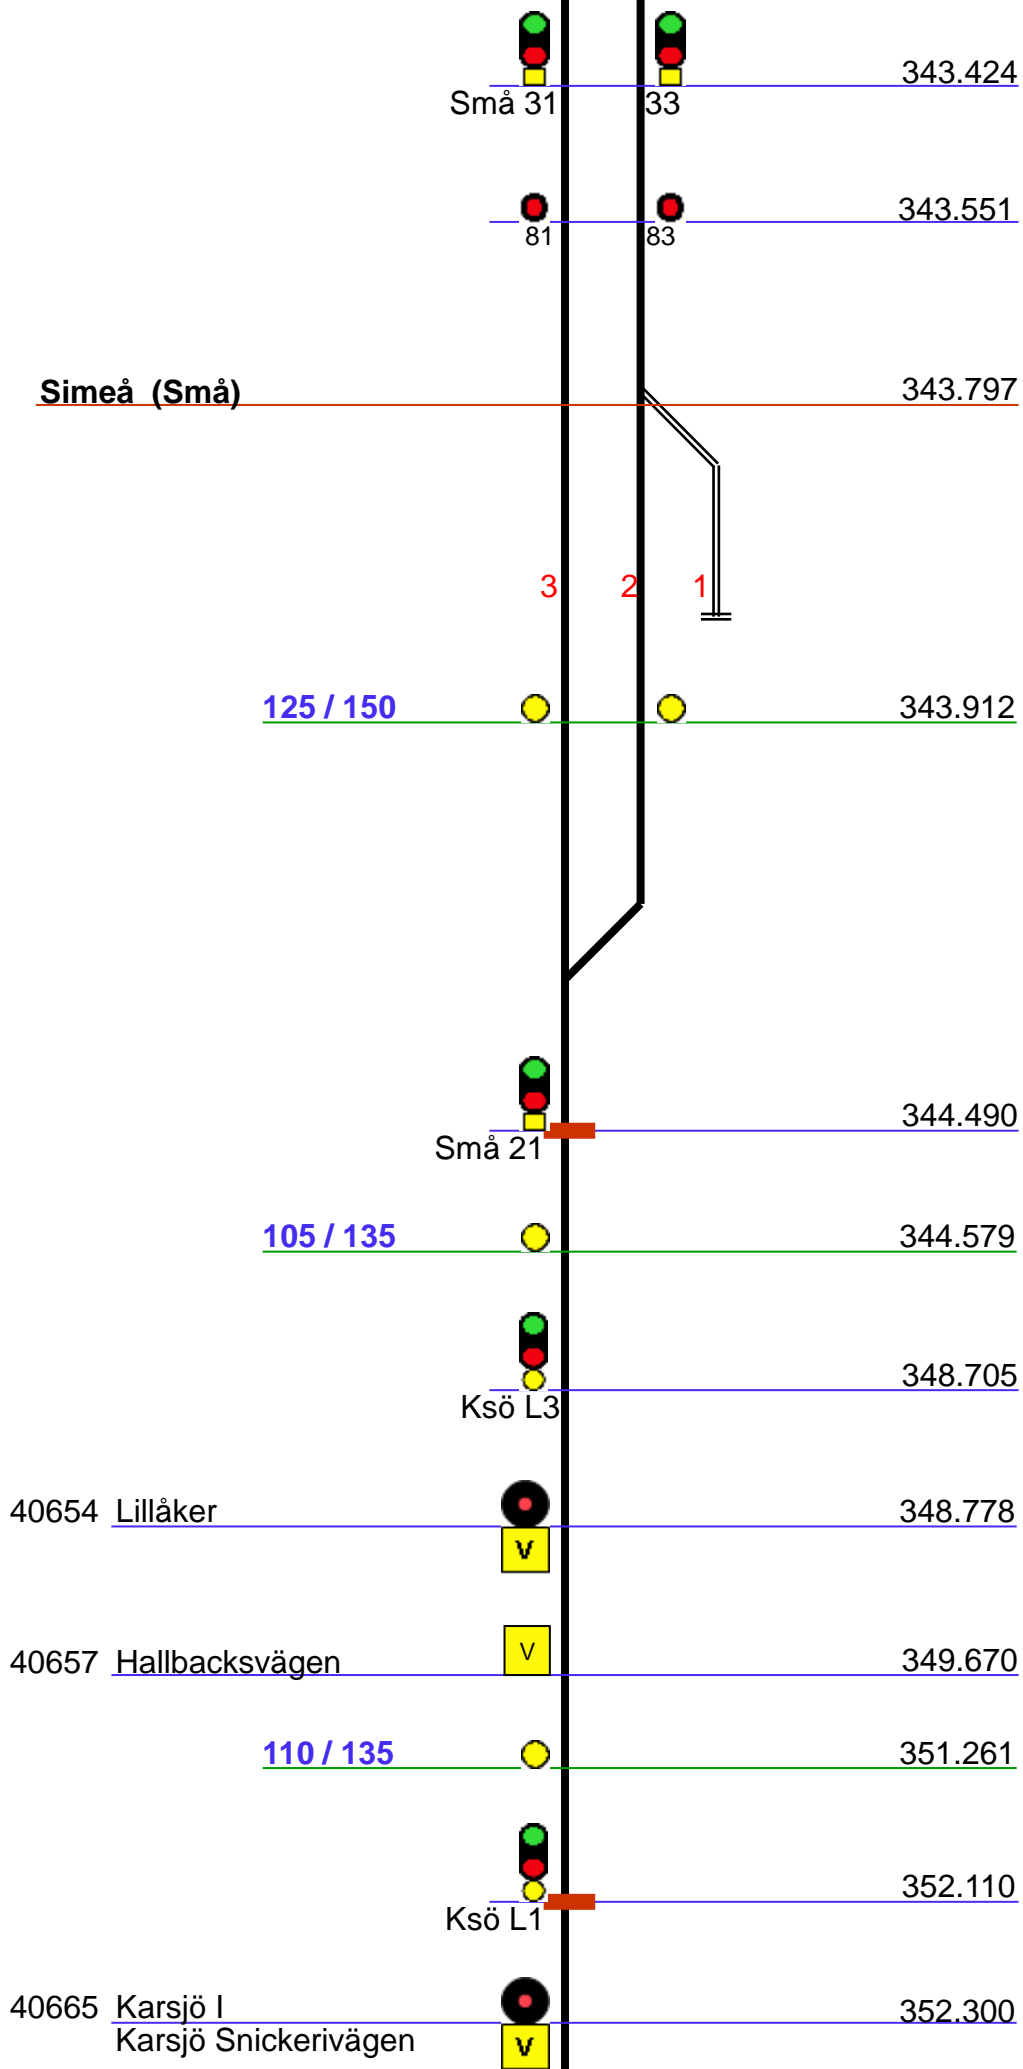 343.424
Små 31 33
343.551
81 83
Simeå (Små) 343.797
3 2 1
125 / 150 343.912
344.490
Små 21
105 / 135 344.579
348.705
Ksö L3
40654 Lillåker 348.778
V
V
40657 Hallbacksvägen 349.670
110 / 135 351.261
352.110
Ksö L1
40665 Karsjö I 352.300
Karsjö Snickerivägen
V